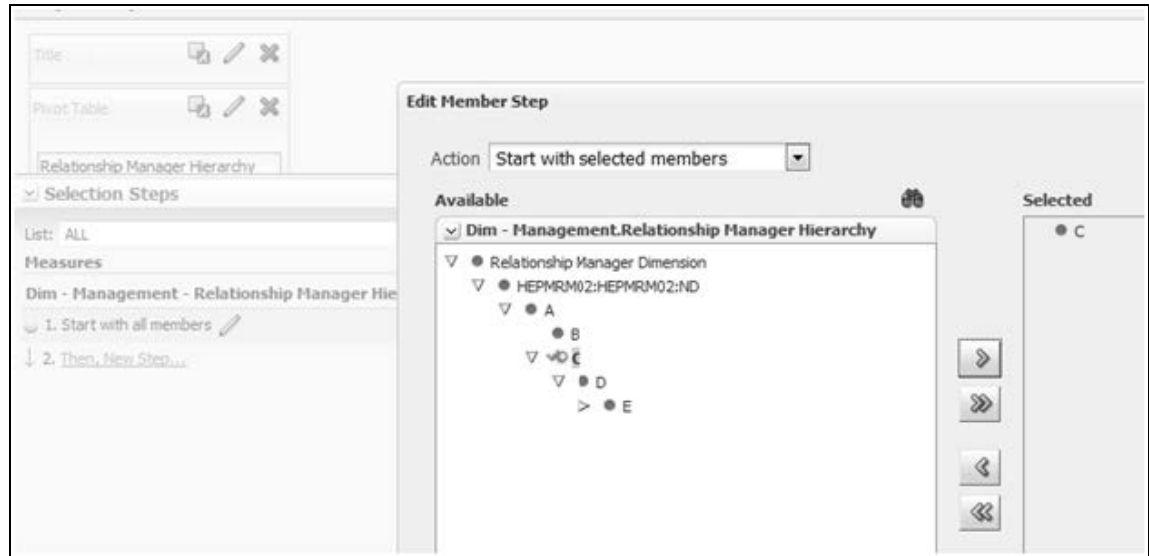 Title
Pivot Table
Relationship Manager Hierarchy
Selection Steps
List: ALL
Measures
Dim - Management - Relationship Manager Hie
1. Start with all members
2. Then, New Step...
Edit Member Step
Action Start with selected members
Available
Dim - Management.Relationship Manager Hierarchy
Relationship Manager Dimension
HEPMRM02:HEPMRM02:ND
A
B
C
D
E
Selected
C